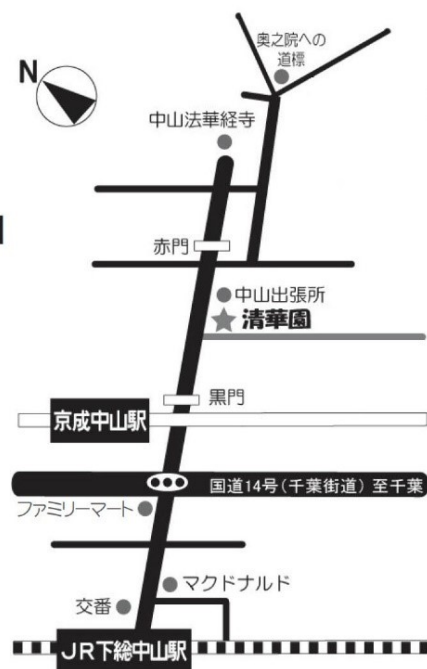 奥之院への
道標
N
中山法華経寺
赤門
中山出張所
清華園
黒門
京成中山駅
国道14号(千葉街道) 至千葉
ファミリーマート
マクドナルド
交番
JR下総中山駅